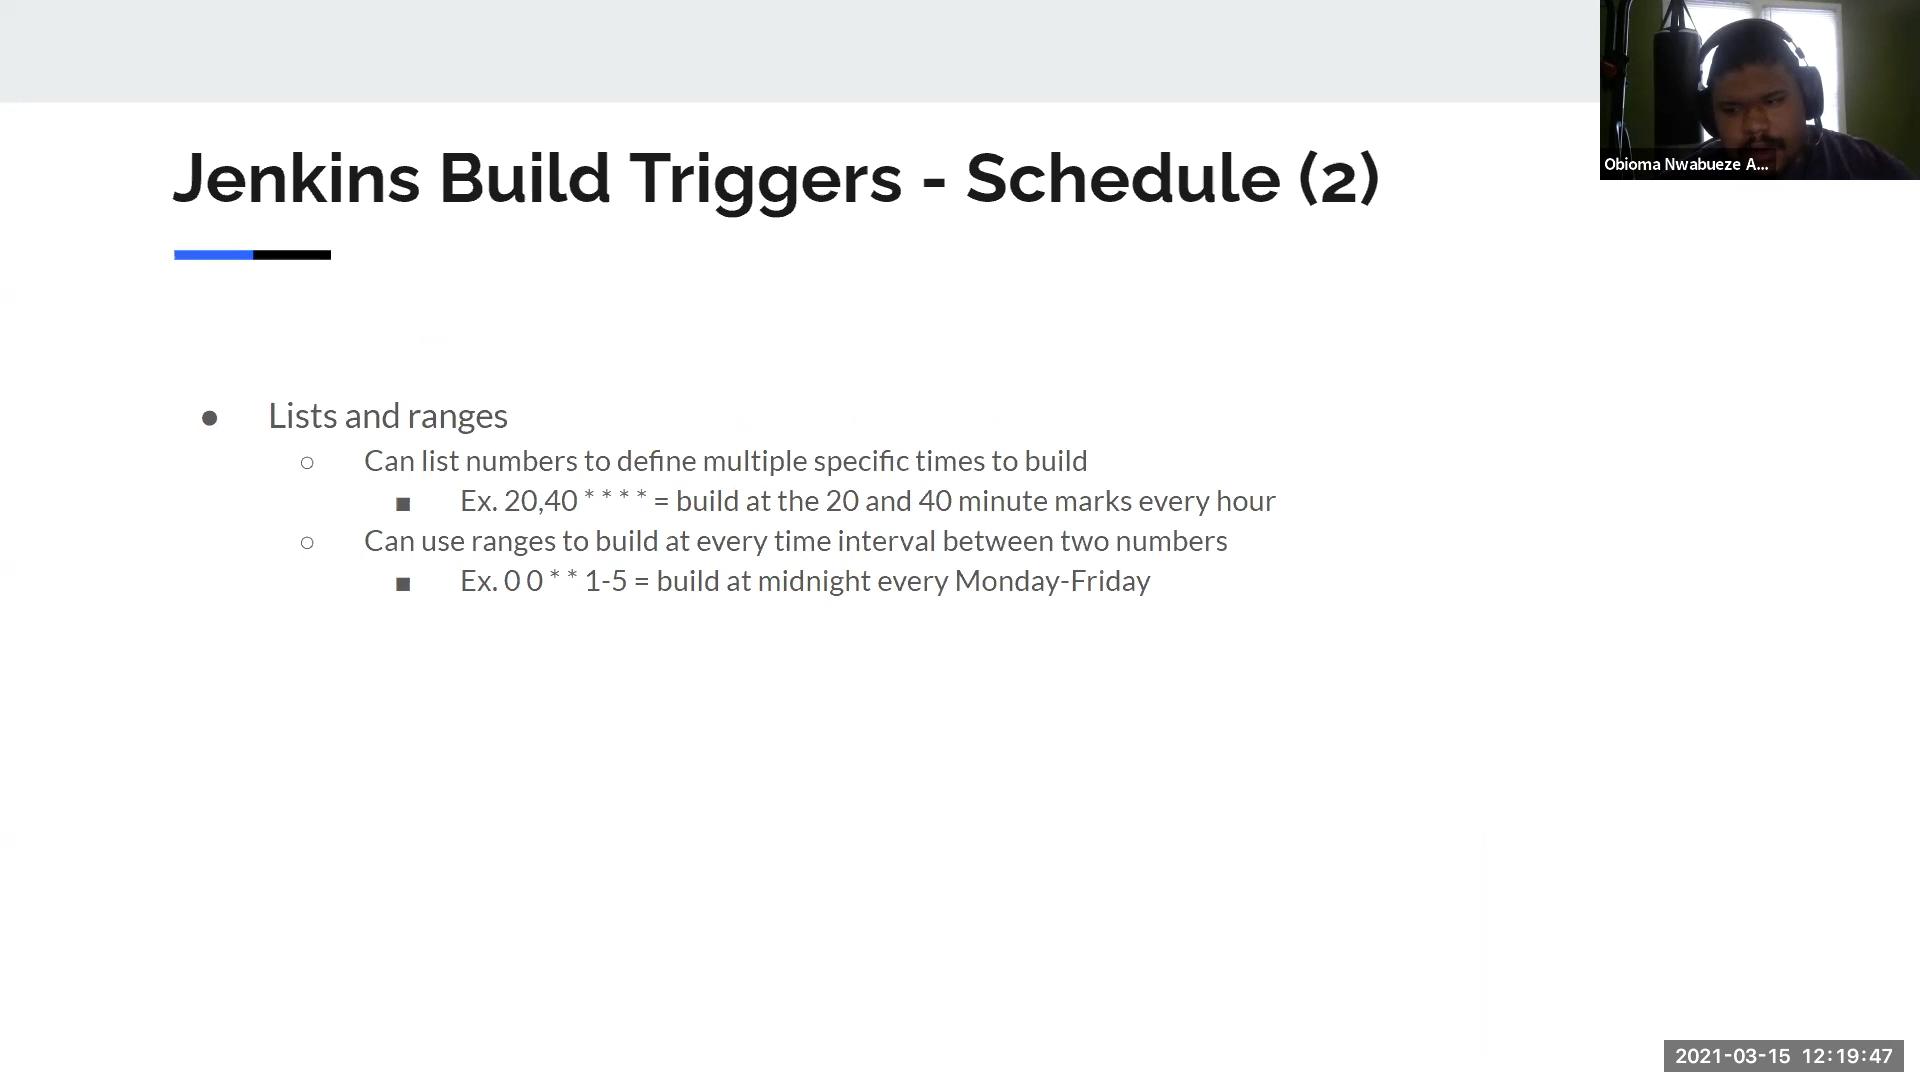 Jenkins Build Triggers - Schedule (2)
Obioma Nwabueze A...
● Lists and ranges
○ Can list numbers to define multiple specific times to build
■ Ex. 20,40 * * * * = build at the 20 and 40 minute marks every hour
○ Can use ranges to build at every time interval between two numbers
■ Ex. 0 0 * * 1-5 = build at midnight every Monday-Friday
2021-03-15 12:19:47